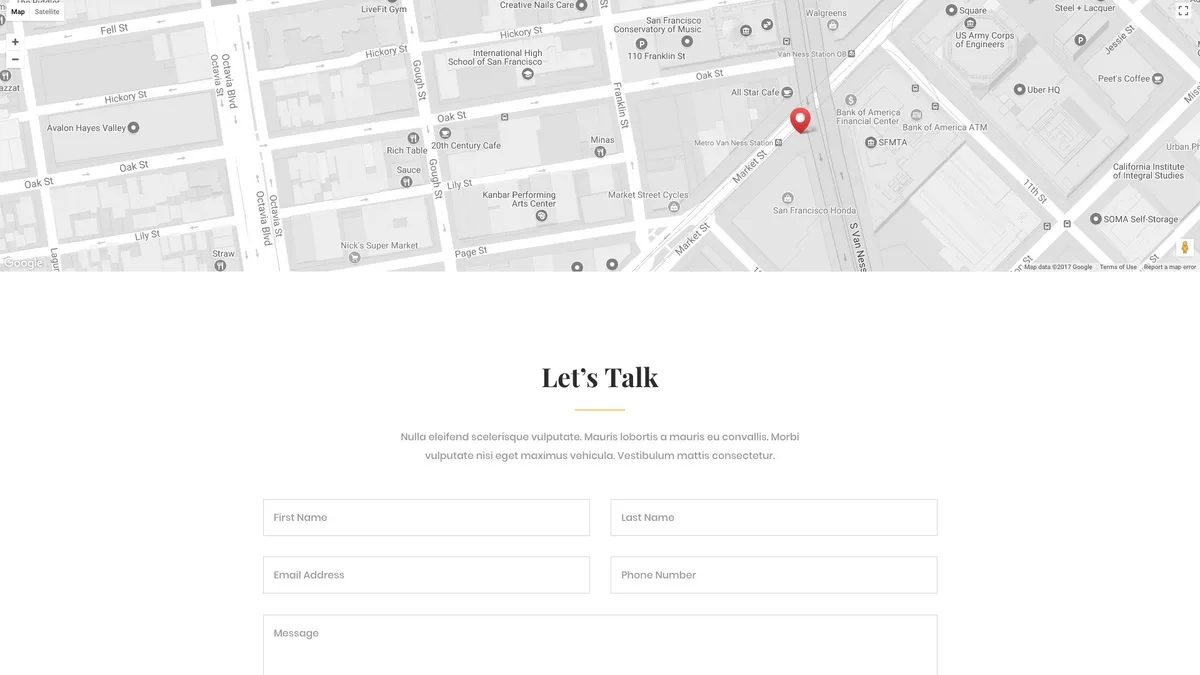 Map Satellite
Fell St
LiveFit Gym
Creative Nails Care
San Francisco
Conservatory of Music
Walgreens
Square
US Army Corps
of Engineers
Steel + Lacquer
Jessie St
Octavia Blvd
Octavia St
Hickory St
Hickory St
International High
School of San Francisco
110 Franklin St
Van Ness Station OB
Gough St
Oak St
Peet's Coffee
Hickory St
Franklin St
All Star Cafe
Uber HQ
Avalon Hayes Valley
Oak St
Bank of America
Financial Center
Bank of America ATM
Rich Table
20th Century Cafe
Minas
Metro Van Ness Station
SEMTA
Oak St
Oak St
Sauce
Gough St
Lily St
Market St
California Institute
of Integral Studies
Kanbar Performing
Arts Center
Market Street Cycles
11th St
Octavia Blvd
Octavia St
San Francisco Honda
SOMA Self-Storage
Lily St
Nick's Super Market
Page St
Market St
S Van Ness
Straw
Google
Map data ©2017 Google Terms of Use Report a map error
Let's Talk
Nulla eleifend scelerisque vulputate. Mauris lobortis a mauris eu convallis. Morbi
vulputate nisi eget maximus vehicula. Vestibulum mattis consectetur.
First Name
Last Name
Email Address
Phone Number
Message